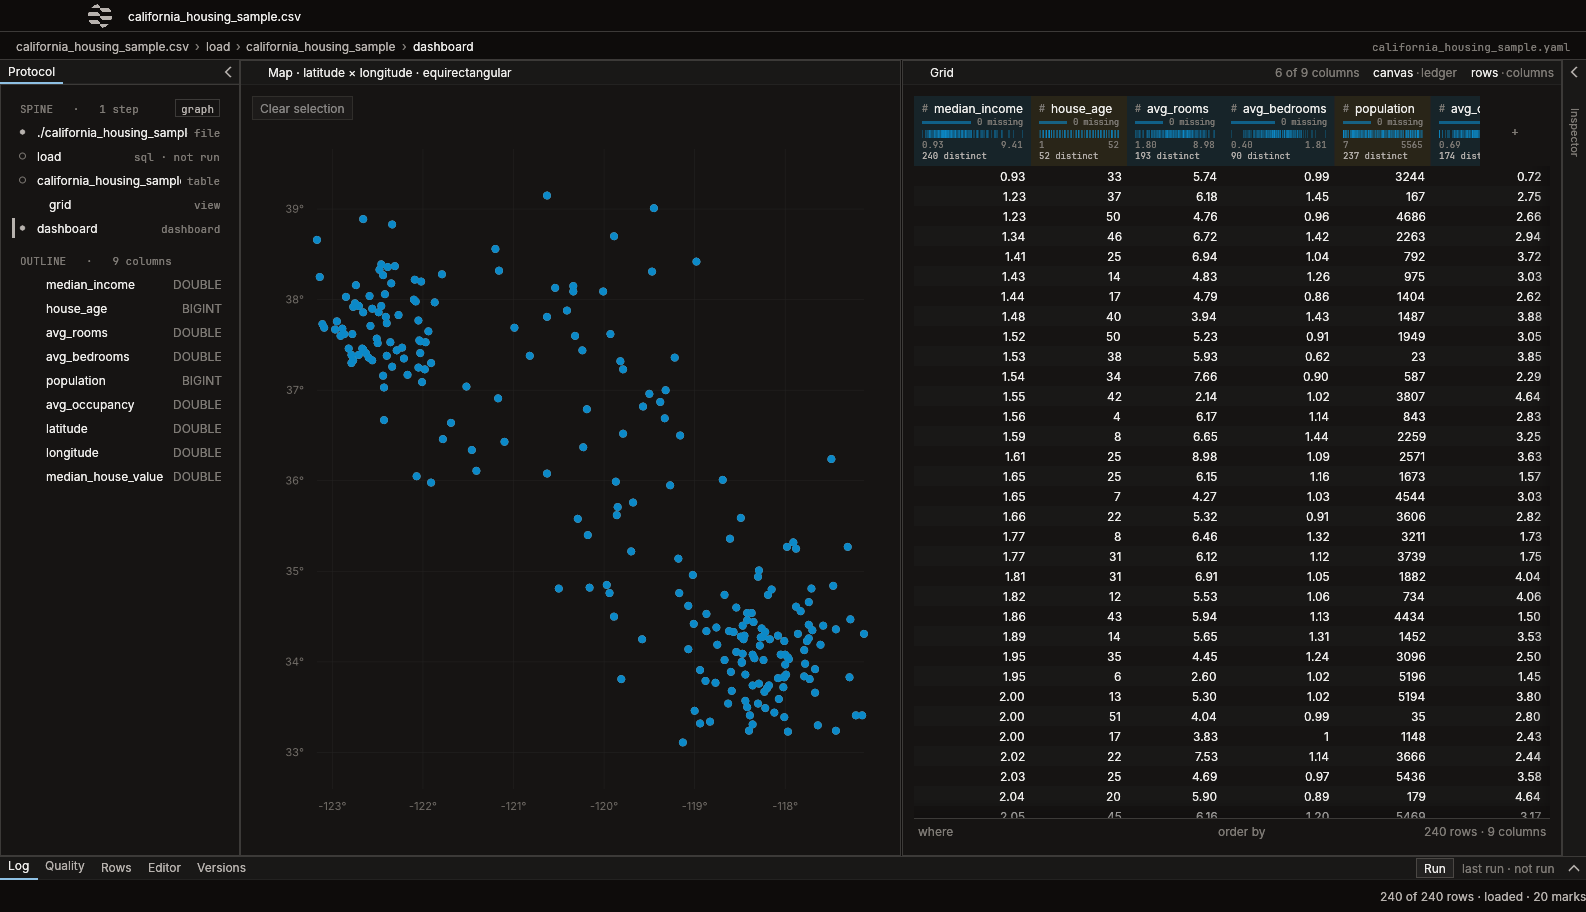 california_housing_sample.csv
california_housing_sample.csv › load › california_housing_sample › dashboard
california_housing_sample.yaml
Protocol
SPINE · 1 step graph
./california_housing_sampl file
load sql · not run
california_housing_sampl table
grid view
dashboard dashboard
OUTLINE · 9 columns
median_income DOUBLE
house_age BIGINT
avg_rooms DOUBLE
avg_bedrooms DOUBLE
population BIGINT
avg_occupancy DOUBLE
latitude DOUBLE
longitude DOUBLE
median_house_value DOUBLE
Map · latitude × longitude · equirectangular
Clear selection
39°
38°
37°
36°
35°
34°
33°
-123° -122° -121° -120° -119° -118°
Grid
6 of 9 columns canvas · ledger rows · columns
# median_income # house_age # avg_rooms # avg_bedrooms # population # avg_c
0 missing 0 missing 0 missing 0 missing 0 missing
+
0.93 9.41 1 52 1.80 8.98 0.40 1.81 7 5565 0.69
240 distinct 52 distinct 193 distinct 90 distinct 237 distinct 174 dist
0.93 33 5.74 0.99 3244 0.72
1.23 37 6.18 1.45 167 2.75
1.23 50 4.76 0.96 4686 2.66
1.34 46 6.72 1.42 2263 2.94
1.41 25 6.94 1.04 792 3.72
1.43 14 4.83 1.26 975 3.03
1.44 17 4.79 0.86 1404 2.62
1.48 40 3.94 1.43 1487 3.88
1.52 50 5.23 0.91 1949 3.05
1.53 38 5.93 0.62 23 3.85
1.54 34 7.66 0.90 587 2.29
1.55 42 2.14 1.02 3807 4.64
1.56 4 6.17 1.14 843 2.83
1.59 8 6.65 1.44 2259 3.25
1.61 25 8.98 1.09 2571 3.63
1.65 25 6.15 1.16 1673 1.57
1.65 7 4.27 1.03 4544 3.03
1.66 22 5.32 0.91 3606 2.82
1.77 8 6.46 1.32 3211 1.73
1.77 31 6.12 1.12 3739 1.75
1.81 31 6.91 1.05 1882 4.04
1.82 12 5.53 1.06 734 4.06
1.86 43 5.94 1.13 4434 1.50
1.89 14 5.65 1.31 1452 3.53
1.95 35 4.45 1.24 3096 2.50
1.95 6 2.60 1.02 5196 1.45
2.00 13 5.30 1.02 5194 3.80
2.00 51 4.04 0.99 35 2.80
2.00 17 3.83 1 1148 2.43
2.02 22 7.53 1.14 3666 2.44
2.03 25 4.69 0.97 5436 3.58
2.04 20 5.90 0.89 179 4.64
2.05 45 6.16 1.20 5469 3.17
where order by 240 rows · 9 columns
Inspector
Log Quality Rows Editor Versions
Run last run · not run
240 of 240 rows · loaded · 20 marks